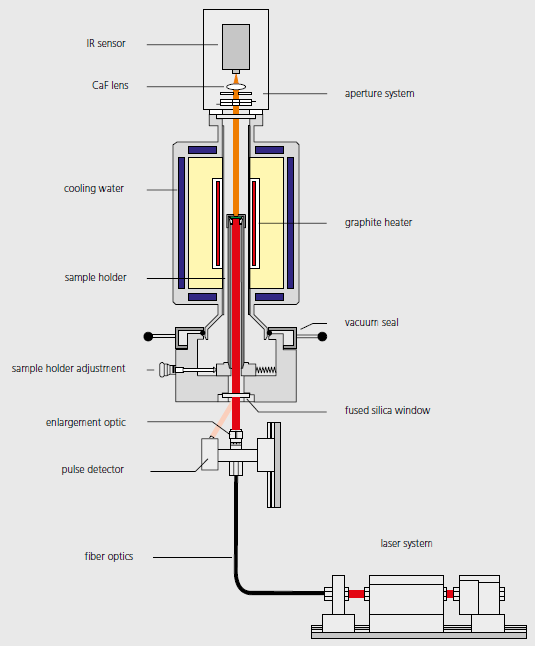 IR sensor
CaF lens
aperture system
cooling water
graphite heater
sample holder
vacuum seal
sample holder adjustment
fused silica window
enlargement optic
pulse detector
laser system
fiber optics